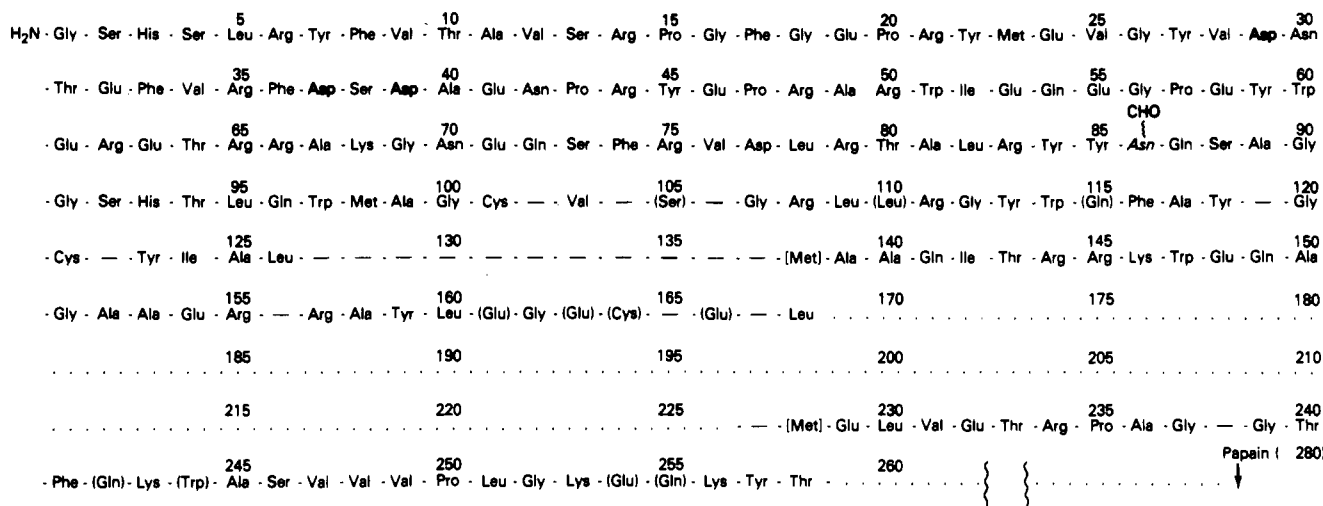 5 10 15 20 25 30
H2N - Gly - Ser - His - Ser - Leu - Arg - Tyr - Phe - Val - Thr - Ala - Val - Ser - Arg - Pro - Gly - Phe - Gly - Glu - Pro - Arg - Tyr - Met - Glu - Val - Gly - Tyr - Val - Asp - Asn
35 40 45 50 55 60
- Thr - Glu - Phe - Val - Arg - Phe - Asp - Ser - Asp - Ala - Glu - Asn - Pro - Arg - Tyr - Glu - Pro - Arg - Ala - Arg - Trp - Ile - Glu - Gln - Glu - Gly - Pro - Glu - Tyr - Trp
CHO
65 70 75 80 85 90
- Glu - Arg - Glu - Thr - Arg - Arg - Ala - Lys - Gly - Asn - Glu - Gln - Ser - Phe - Arg - Val - Asp - Leu - Arg - Thr - Ala - Leu - Arg - Tyr - Tyr - Asn - Gln - Ser - Ala - Gly
95 100 105 110 115 120
- Gly - Ser - His - Thr - Leu - Gln - Trp - Met - Ala - Gly - Cys - — - Val - — - (Ser) - — - Gly - Arg - Leu - (Leu) - Arg - Gly - Tyr - Trp - (Gln) - Phe - Ala - Tyr - — - Gly
125 130 135 140 145 150
- Cys - — - Tyr - Ile - Ala - Leu - — - — - — - — - — - — - — - — - — - — - — - [Met] - Ala - Ala - Gln - Ile - Thr - Arg - Arg - Lys - Trp - Glu - Gln - Ala
155 160 165 170 175 180
- Gly - Ala - Ala - Glu - Arg - — - Arg - Ala - Tyr - Leu - (Glu) - Gly - (Glu) - (Cys) - — - (Glu) - — - Leu . . . . . . . . . . . .
185 190 195 200 205 210
. . . . . . . . . . . . . . . . . . . . . . . . . . . . . .
215 220 225 230 235 240
. . . . . . . . . . . . . . . . - — - [Met] - Glu - Leu - Val - Glu - Thr - Arg - Pro - Ala - Gly - — - Gly - Thr
245 250 255 260 Papain ( 280)
- Phe - (Gln) - Lys - (Trp) - Ala - Ser - Val - Val - Val - Pro - Leu - Gly - Lys - (Glu) - (Gln) - Lys - Tyr - Thr - . . . . . . . . . . . .